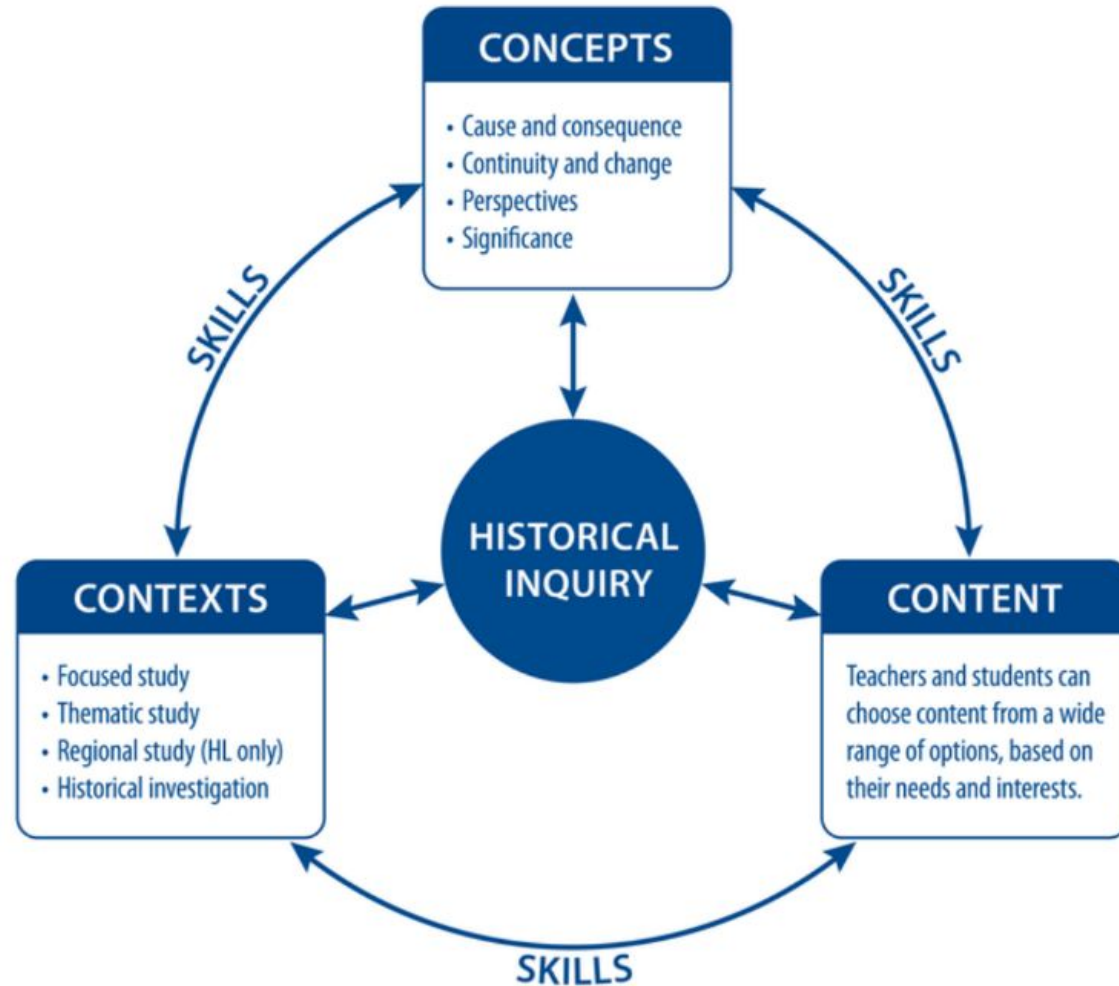 CONCEPTS
• Cause and consequence
• Continuity and change
• Perspectives
• Significance
SKILLS
SKILLS
HISTORICAL
INQUIRY
CONTEXTS
• Focused study
• Thematic study
• Regional study (HL only)
• Historical investigation
CONTENT
Teachers and students can
choose content from a wide
range of options, based on
their needs and interests.
SKILLS